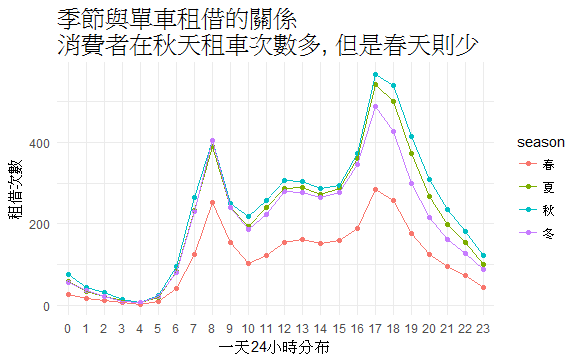 季節與單車租借的關係
消費者在秋天租車次數多, 但是春天則少
租借次數
400
200
0
season
春
夏
秋
冬
0 1 2 3 4 5 6 7 8 9 10 11 12 13 14 15 16 17 18 19 20 21 22 23
一天24小時分布